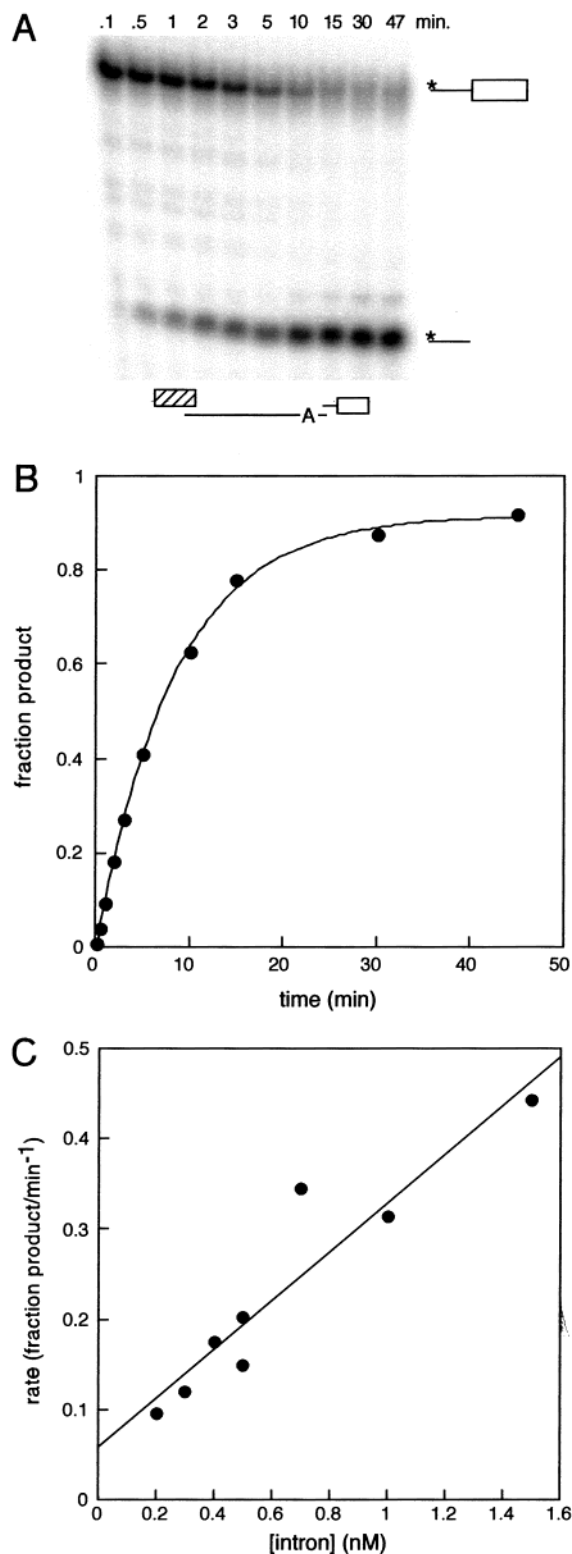 A
.1 .5 1 2 3 5 10 15 30 47 min.
*
*
A
B
1
0.8
0.6
0.4
0.2
0
fraction product
0 10 20 30 40 50
time (min)
C
0.5
0.4
0.3
0.2
0.1
0
rate (fraction product/min-1)
0 0.2 0.4 0.6 0.8 1 1.2 1.4 1.6
[intron] (nM)